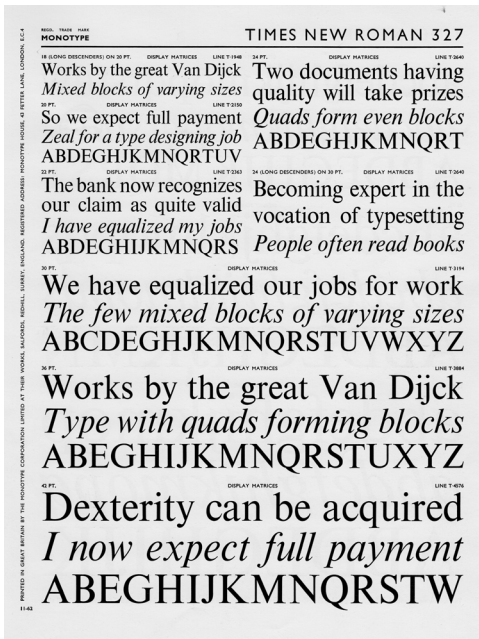 REGD. TRADE MARK
MONOTYPE
TIMES NEW ROMAN 327
18 (LONG DESCENDERS) ON 20 PT. DISPLAY MATRICES LINE T·1948
Works by the great Van Dijck
Mixed blocks of varying sizes
20 PT. DISPLAY MATRICES LINE T·2150
So we expect full payment
Zeal for a type designing job
ABDEGHJKMNQRTUV
22 PT. DISPLAY MATRICES LINE T·2363
The bank now recognizes
our claim as quite valid
I have equalized my jobs
ABDEGHIJKMNQRS
24 PT. DISPLAY MATRICES LINE T·2640
Two documents having
quality will take prizes
Quads form even blocks
ABDEGHJKMNQRT
24 (LONG DESCENDERS) ON 30 PT. DISPLAY MATRICES LINE T·2640
Becoming expert in the
vocation of typesetting
People often read books
30 PT. DISPLAY MATRICES LINE T·3194
We have equalized our jobs for work
The few mixed blocks of varying sizes
ABCDEGHJKMNQRSTUVWXYZ
36 PT. DISPLAY MATRICES LINE T·3884
Works by the great Van Dijck
Type with quads forming blocks
ABEGHIJKMNQRSTUXYZ
42 PT. DISPLAY MATRICES LINE T·4576
Dexterity can be acquired
I now expect full payment
ABEGHIJKMNQRSTW
PRINTED IN GREAT BRITAIN BY THE MONOTYPE CORPORATION LIMITED AT THEIR WORKS, SALFORDS, REDHILL, SURREY, ENGLAND. REGISTERED ADDRESS: MONOTYPE HOUSE, 43 FETTER LANE, LONDON, E.C.4
11-62